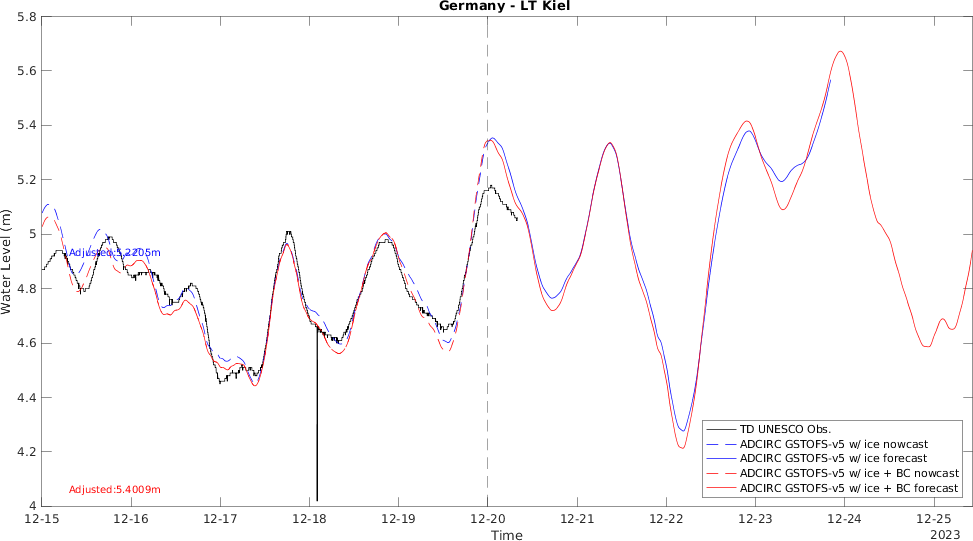 Germany - LT Kiel
5.8
5.6
5.4
5.2
5
4.8
4.6
4.4
4.2
4
Water Level (m)
Adjusted:5.2205m
Adjusted:5.4009m
TD UNESCO Obs.
ADCIRC GSTOFS-v5 w/ ice nowcast
ADCIRC GSTOFS-v5 w/ ice forecast
ADCIRC GSTOFS-v5 w/ ice + BC nowcast
ADCIRC GSTOFS-v5 w/ ice + BC forecast
12-15 12-16 12-17 12-18 12-19 12-20 12-21 12-22 12-23 12-24 12-25
Time 2023